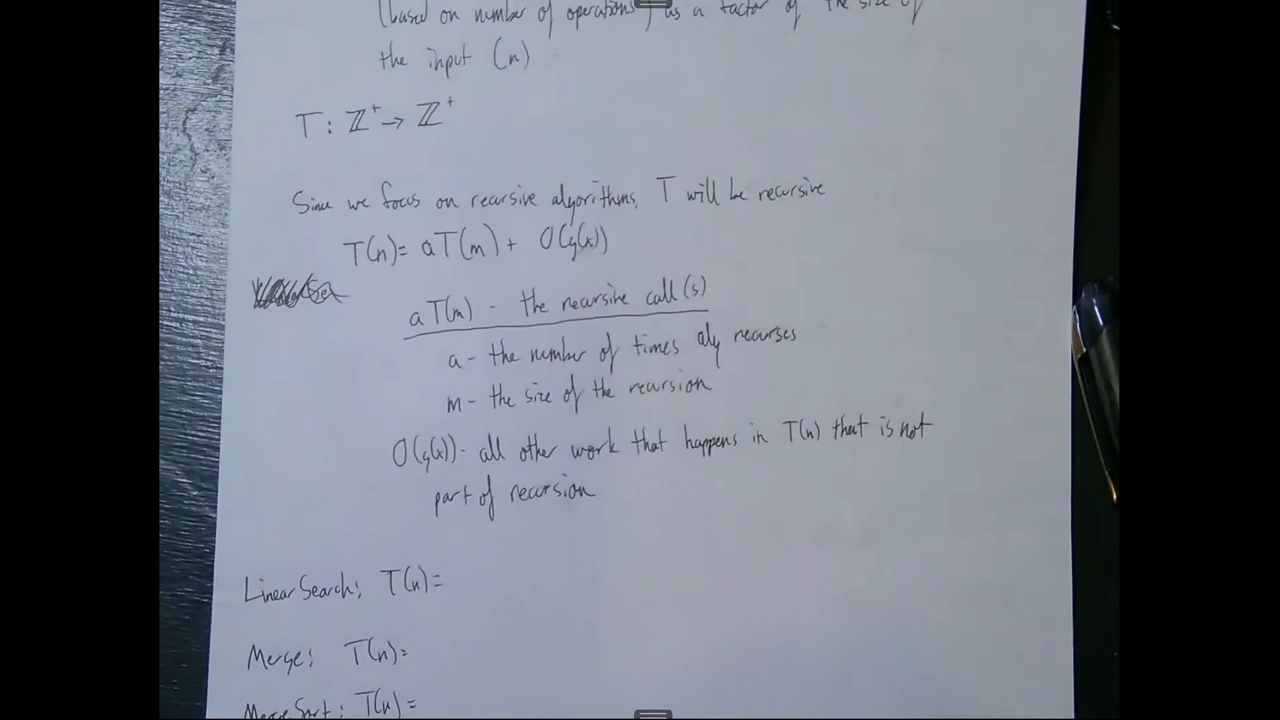 (based on number of operations) as a factor of the size of
the input (n)
T: ℤ⁺ → ℤ⁺
Since we focus on recursive algorithms, T will be recursive
T(n) = aT(m) + O(g(x))
aT(m) - the recursive call(s)
a - the number of times alg recurses
m - the size of the recursion
O(g(x)) - all other work that happens in T(n) that is not
part of recursion
LinearSearch: T(n) =
Merge: T(n) =
MergeSort: T(n) =